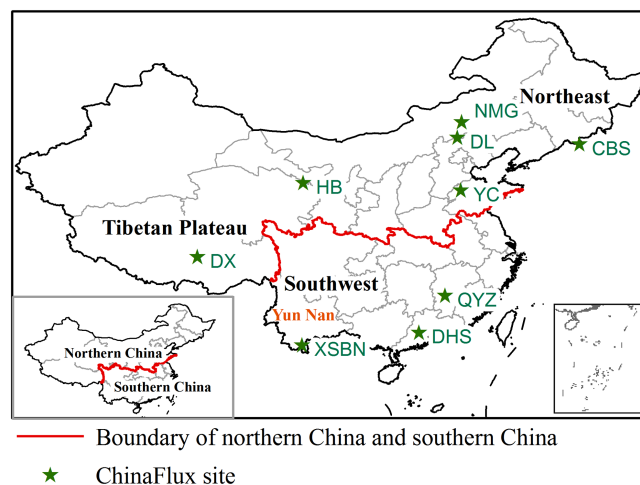 NMG
Northeast
DL
CBS
HB
YC
Tibetan Plateau
DX
Southwest
QYZ
Yun Nan
DHS
XSBN
Northern China
Southern China
Boundary of northern China and southern China
ChinaFlux site